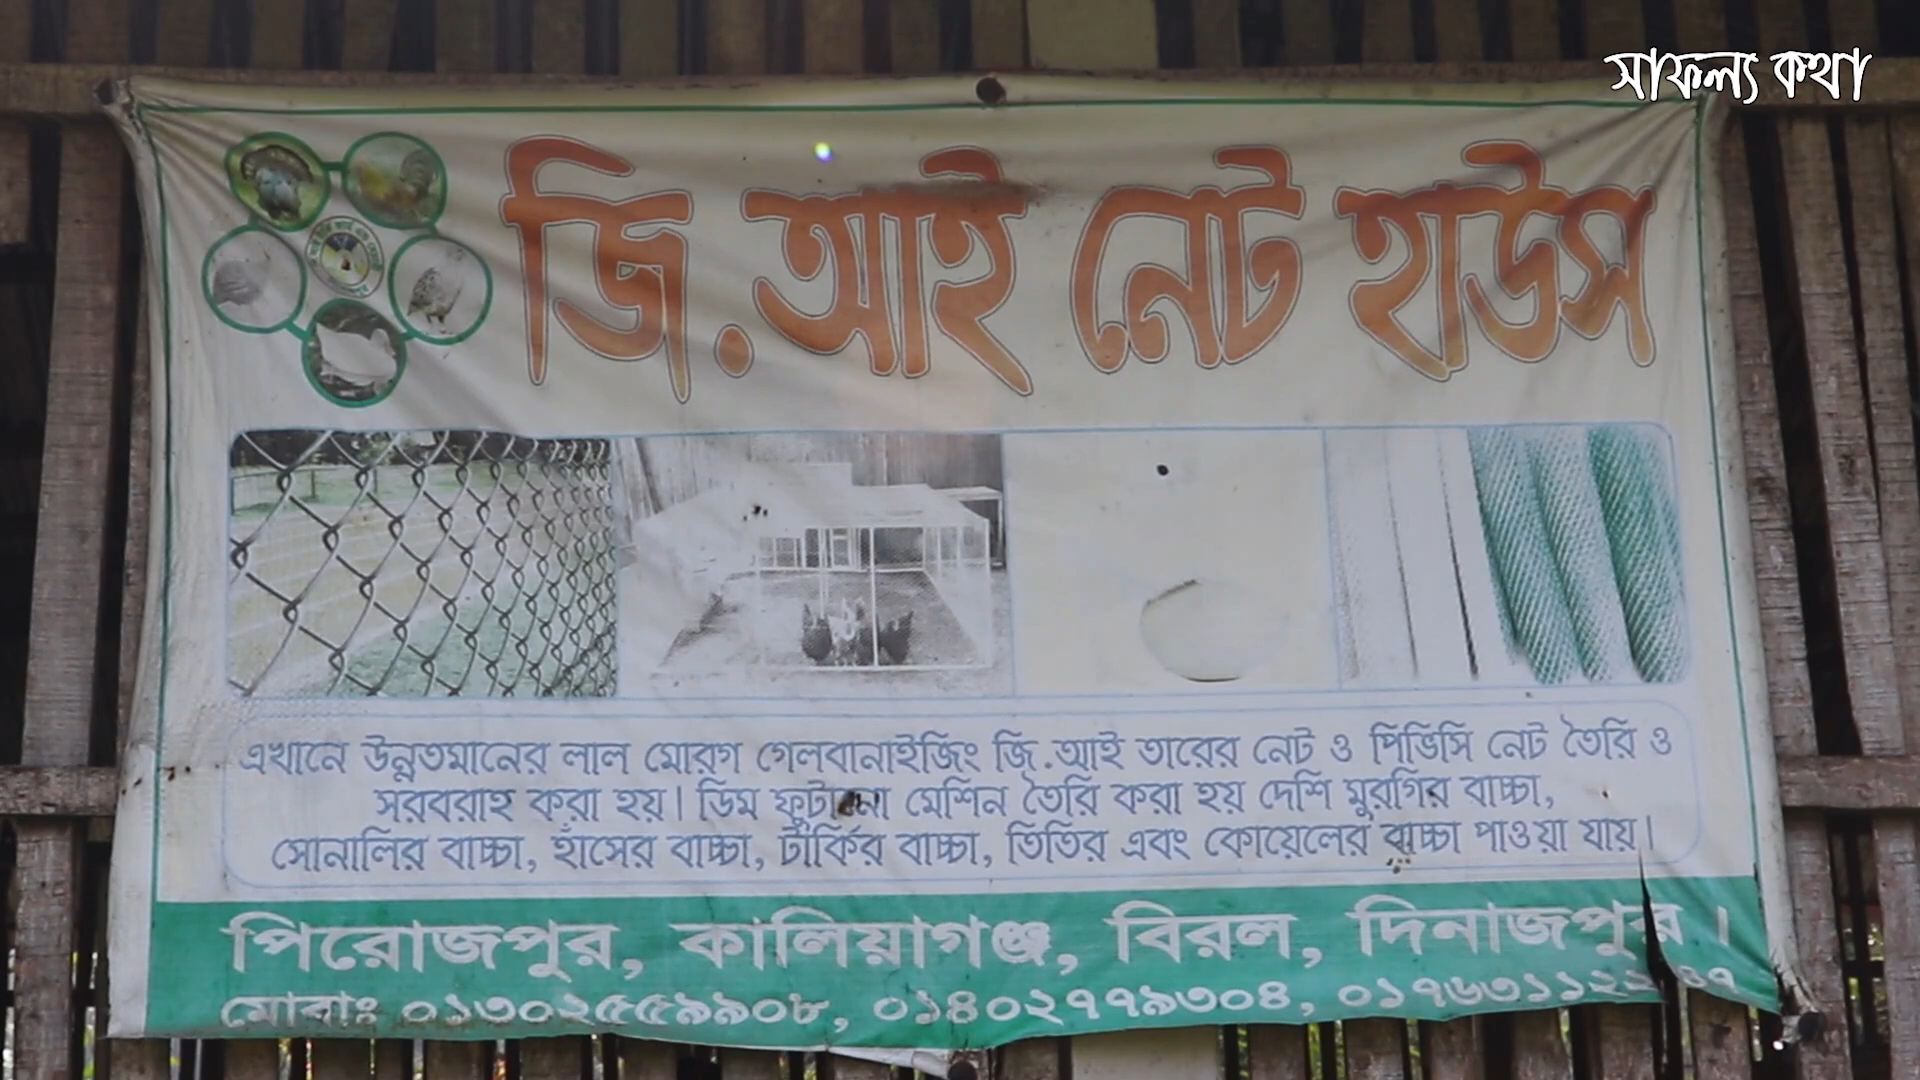 সাফল্য কথা
জি.আই নেট হাউস
এখানে উন্নতমানের লাল মোরগ গেলবানাইজিং জি.আই তারের নেট ও পিভিসি নেট তৈরি ও
সরবরাহ করা হয়। ডিম ফুটানো মেশিন তৈরি করা হয় দেশি মুরগির বাচ্চা,
সোনালির বাচ্চা, হাঁসের বাচ্চা, টার্কির বাচ্চা, তিতির এবং কোয়েলের বাচ্চা পাওয়া যায়।
পিরোজপুর, কালিয়াগঞ্জ, বিরল, দিনাজপুর।
মোবাঃ ০১৩০২৫৫৯৯০৮, ০১৪০২৭৭৯৩০৪,